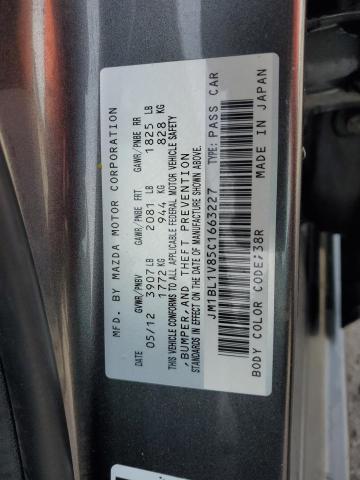 MFD. BY MAZDA MOTOR CORPORATION
DATE GVWR/PNBV GAWR/PNBE FRT GAWR/PNBE RR
05/12 3907 LB 2081 LB 1825 LB
1772 KG 944 KG 828 KG
THIS VEHICLE CONFORMS TO ALL APPLICABLE FEDERAL MOTOR VEHICLE SAFETY
, BUMPER, AND THEFT PREVENTION
STANDARDS IN EFFECT ON THE DATE OF MANUFACTURE SHOWN ABOVE.
JM1BL1V85C1663227 TYPE: PASS CAR
BODY COLOR CODE;38R MADE IN JAPAN